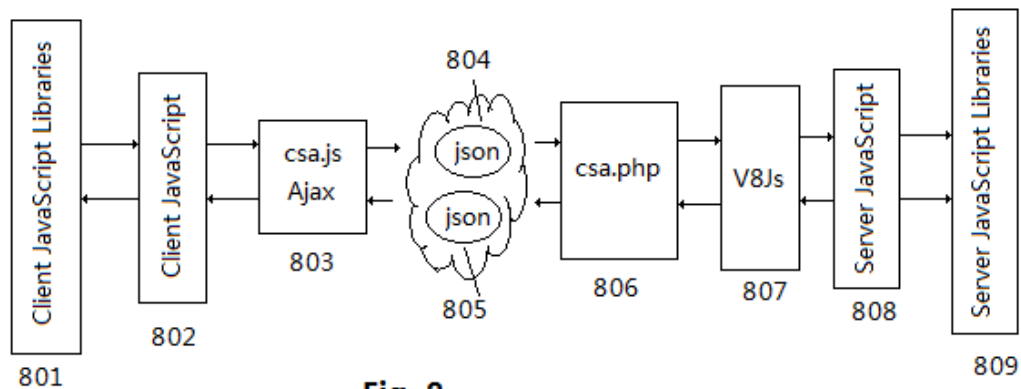 Client JavaScript Libraries
801
Client JavaScript
802
csa.js
Ajax
803
804
json
json
805
csa.php
806
V8Js
807
Server JavaScript
808
Server JavaScript Libraries
809